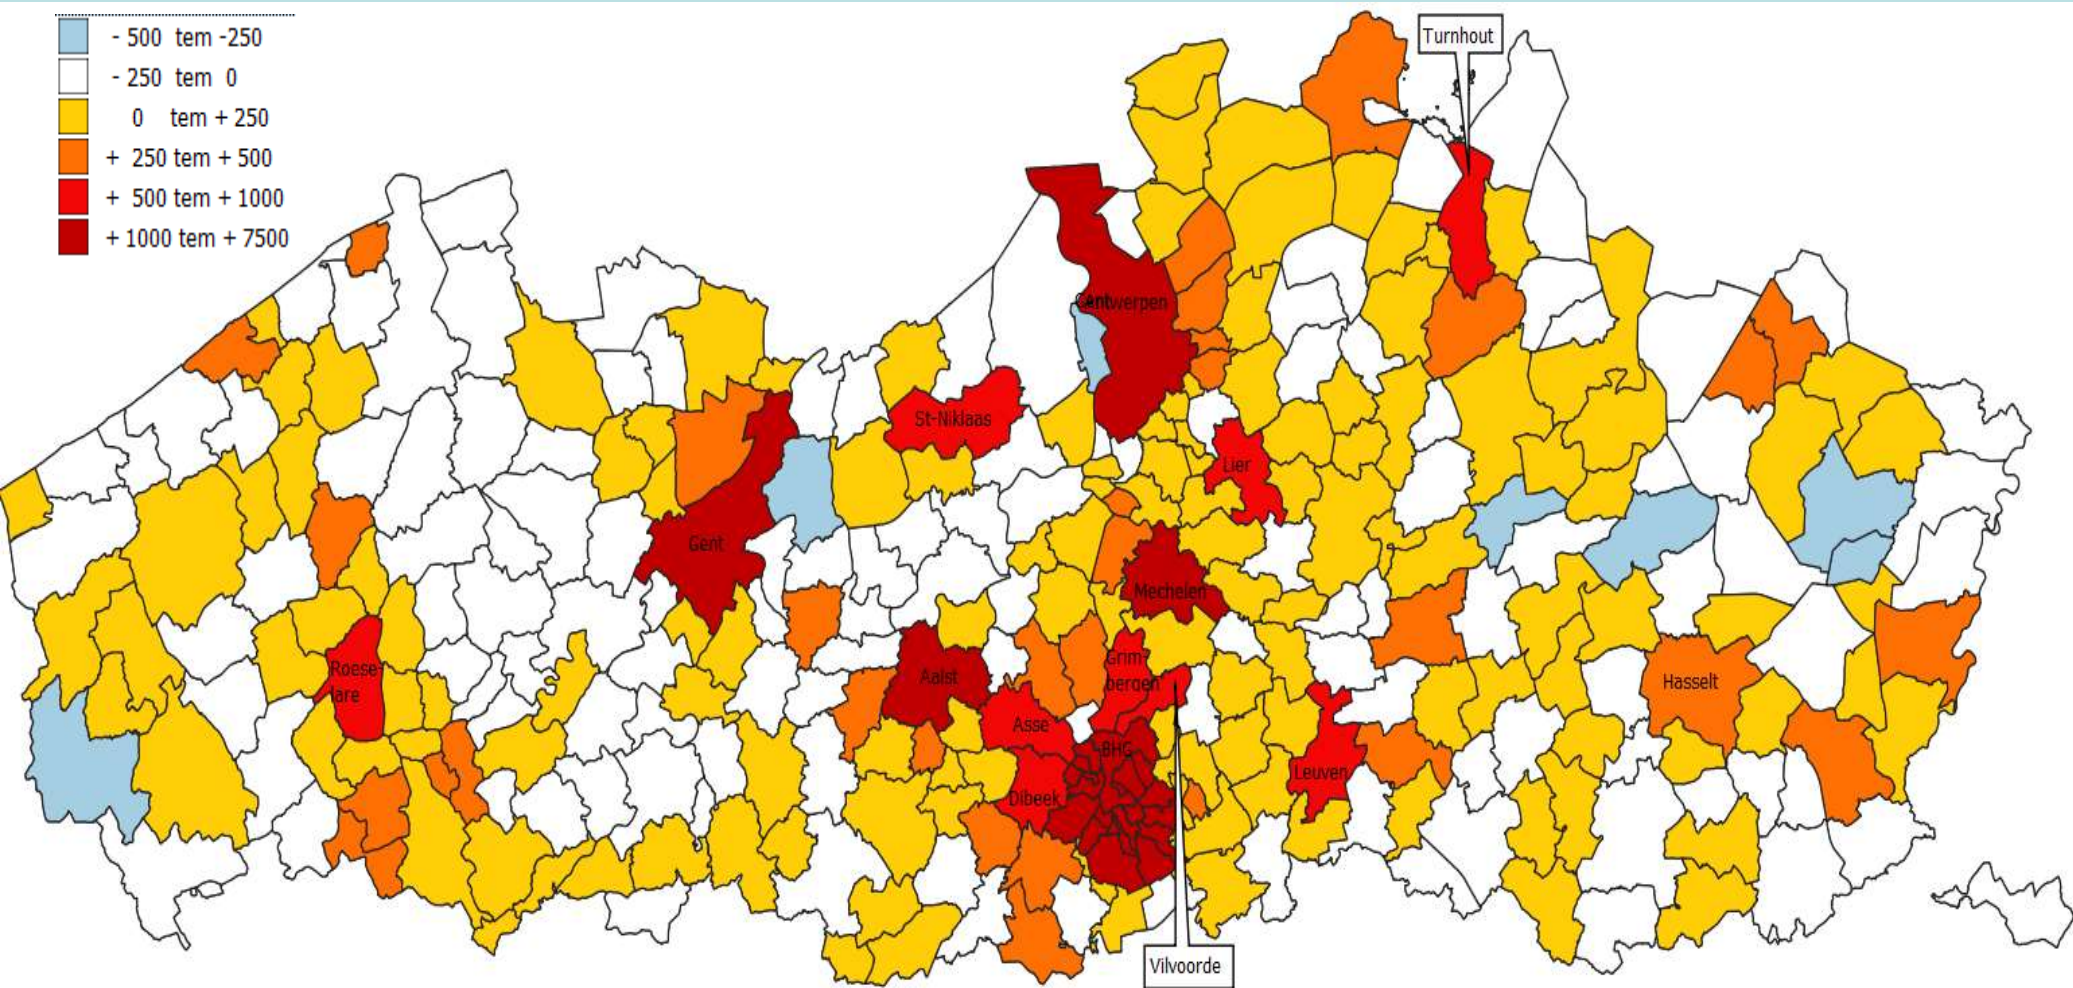 - 500 tem -250
- 250 tem 0
0 tem + 250
+ 250 tem + 500
+ 500 tem + 1000
+ 1000 tem + 7500
Turnhout
Antwerpen
St-Niklaas
Lier
Gent
Mechelen
Roese-
lare
Aalst
Grim-
bergen
Hasselt
Asse
BHG
Leuven
Dibeek
Vilvoorde